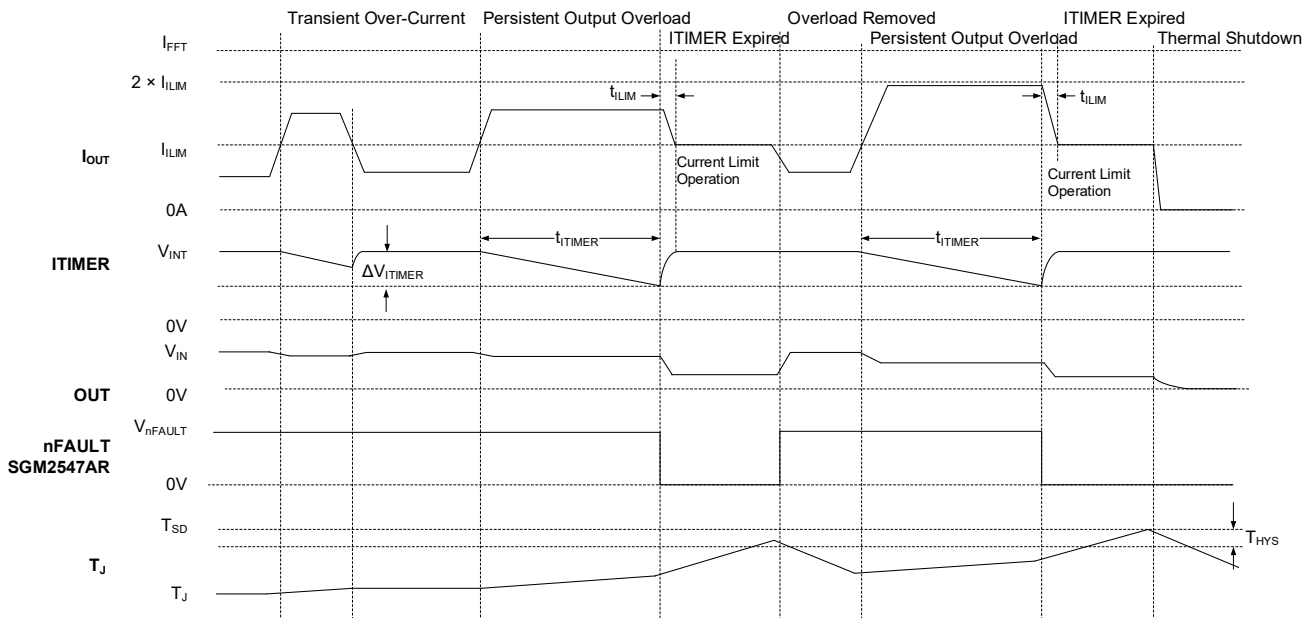 Transient Over-Current
Persistent Output Overload
Overload Removed
ITIMER Expired
ITIMER Expired
Persistent Output Overload
Thermal Shutdown
IFFT
2 × IILIM
tILIM
tILIM
IOUT
IILIM
Current Limit
Operation
Current Limit
Operation
0A
ITIMER
VINT
tITIMER
tITIMER
ΔVITIMER
0V
VIN
OUT
0V
VnFAULT
nFAULT
SGM2547AR
0V
TSD
THYS
TJ
TJ